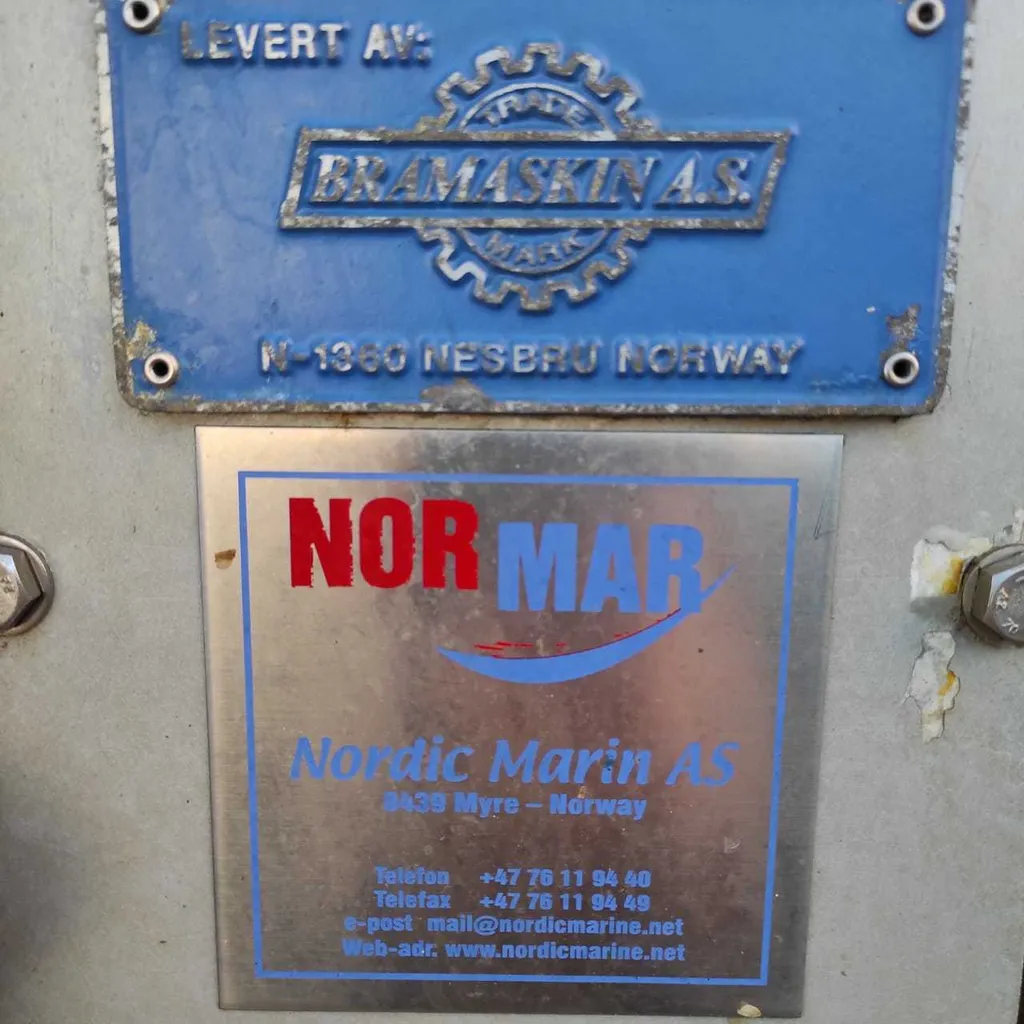 LEVERT AV:
TRADE
BRAMASKIN A.S.
MARK
N-1360 NESBRU NORWAY
NOR MAR
Nordic Marin AS
8439 Myre – Norway
Telefon +47 76 11 94 40
Telefax +47 76 11 94 49
e-post mail@nordicmarine.net
Web-adr. www.nordicmarine.net